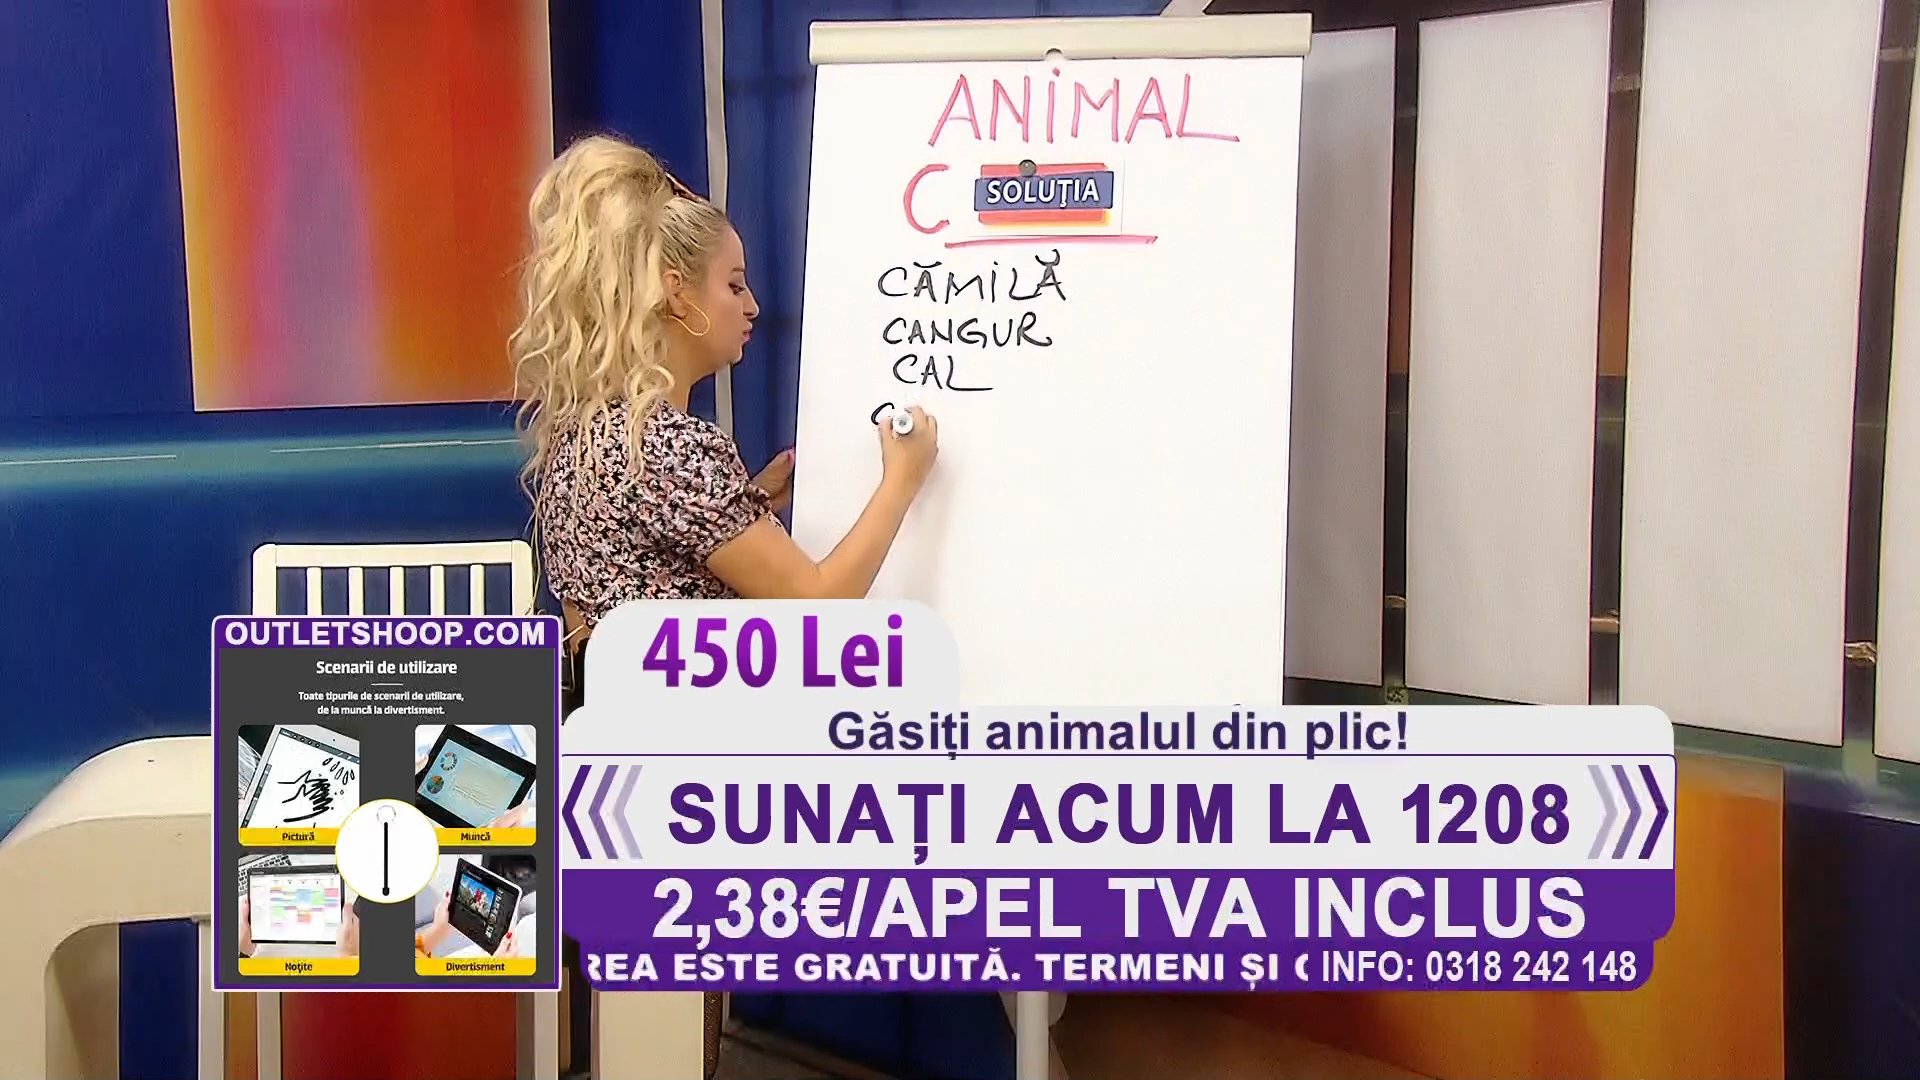 ANIMAL
C
SOLUȚIA
CĂMILĂ
CANGUR
CAL
C
OUTLETSHOOP.COM
Scenarii de utilizare
Toate tipurile de scenarii de utilizare,
de la muncă la divertisment.
Pictură
Muncă
Notițe
Divertisment
450 Lei
Găsiți animalul din plic!
SUNAȚI ACUM LA 1208
2,38€/APEL TVA INCLUS
REA ESTE GRATUITĂ. TERMENI ȘI C INFO: 0318 242 148